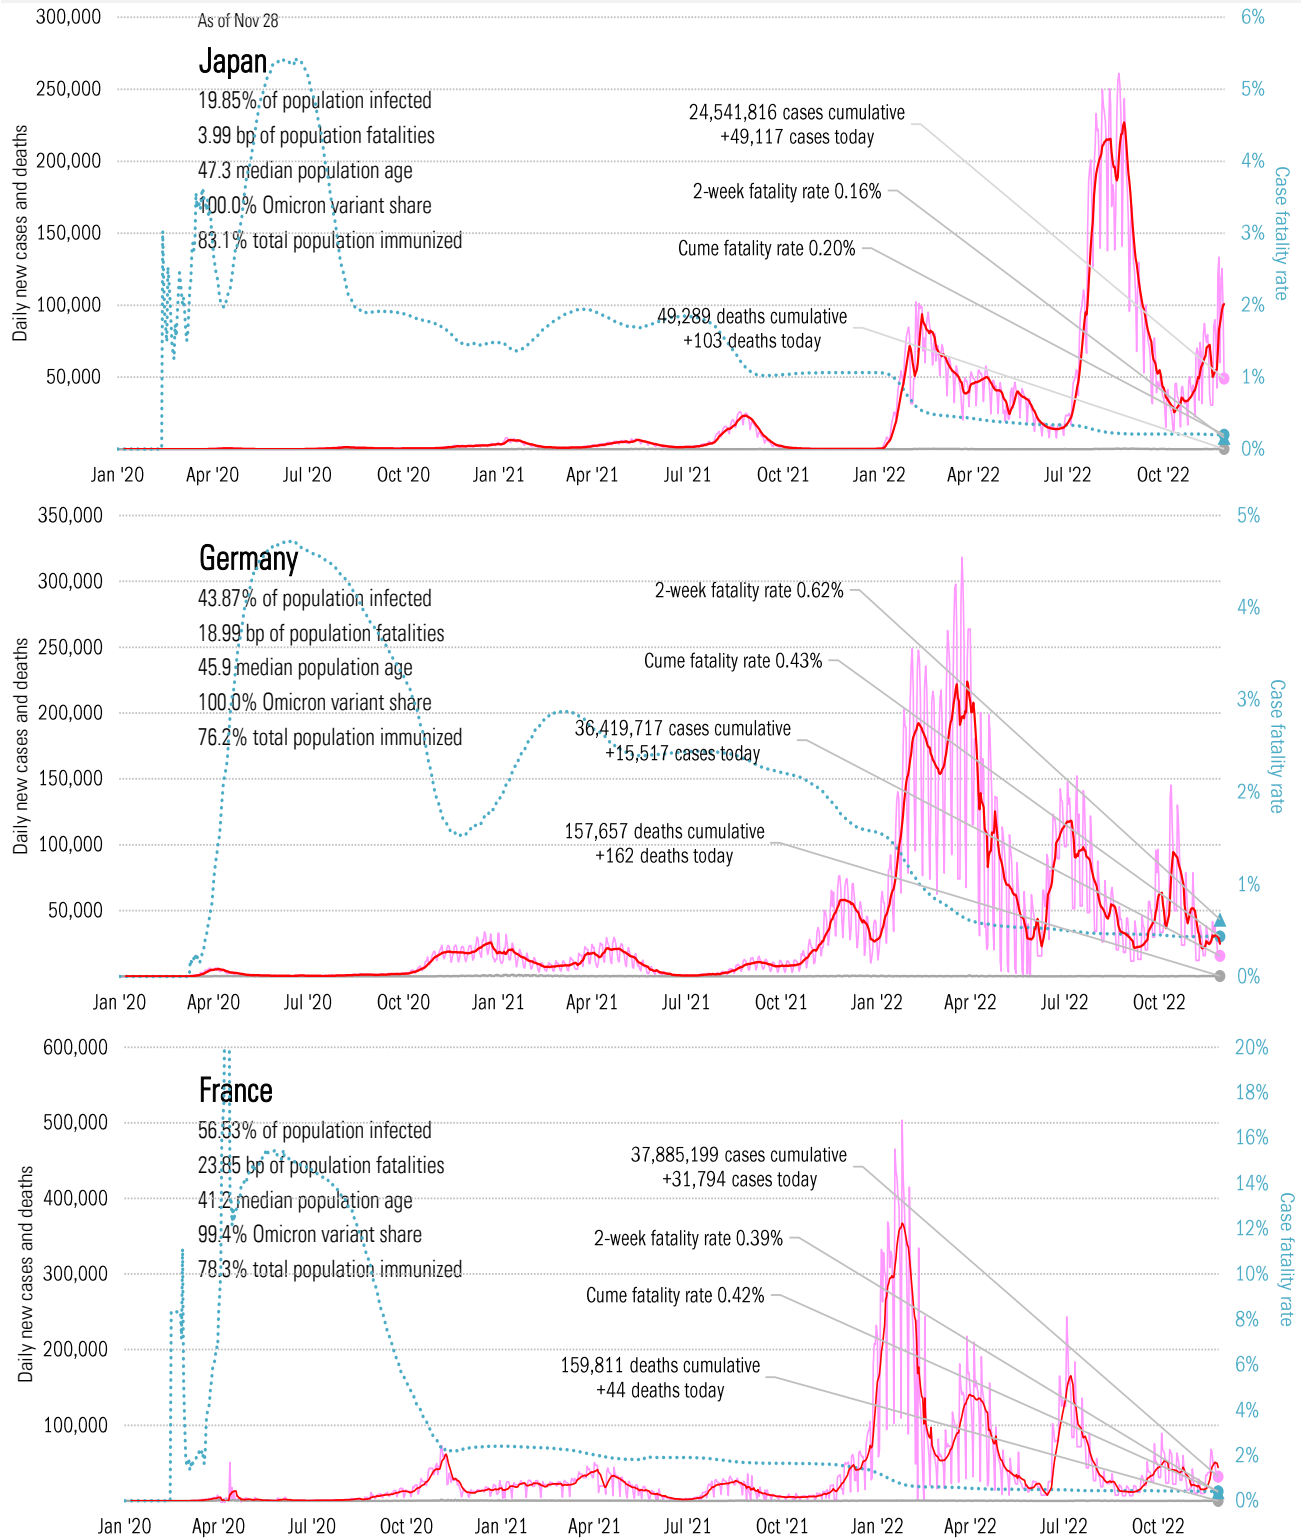 300,000
As of Nov 28
6%
Japan
250,000
19.85% of population infected
5%
3.99 bp of population fatalities
24,541,816 cases cumulative
+49,117 cases today
200,000
47.3 median population age
4%
2-week fatality rate 0.16%
100.0% Omicron variant share
150,000
83.1% total population immunized
3%
Cume fatality rate 0.20%
100,000
49,289 deaths cumulative
+103 deaths today
2%
50,000
1%
0%
Daily new cases and deaths
Case fatality rate
Jan '20 Apr '20 Jul '20 Oct '20 Jan '21 Apr '21 Jul '21 Oct '21 Jan '22 Apr '22 Jul '22 Oct '22
350,000
5%
Germany
300,000
43.87% of population infected
2-week fatality rate 0.62%
4%
18.99 bp of population fatalities
250,000
45.9 median population age
Cume fatality rate 0.43%
100.0% Omicron variant share
200,000
3%
76.2% total population immunized
36,419,717 cases cumulative
+15,517 cases today
150,000
2%
157,657 deaths cumulative
+162 deaths today
100,000
1%
50,000
0%
Daily new cases and deaths
Case fatality rate
Jan '20 Apr '20 Jul '20 Oct '20 Jan '21 Apr '21 Jul '21 Oct '21 Jan '22 Apr '22 Jul '22 Oct '22
600,000
20%
France
18%
500,000
56.53% of population infected
16%
23.85 bp of population fatalities
37,885,199 cases cumulative
+31,794 cases today
14%
400,000
41.2 median population age
99.4% Omicron variant share
12%
2-week fatality rate 0.39%
300,000
78.3% total population immunized
10%
Cume fatality rate 0.42%
8%
200,000
159,811 deaths cumulative
+44 deaths today
6%
4%
100,000
2%
0%
Daily new cases and deaths
Case fatality rate
Jan '20 Apr '20 Jul '20 Oct '20 Jan '21 Apr '21 Jul '21 Oct '21 Jan '22 Apr '22 Jul '22 Oct '22